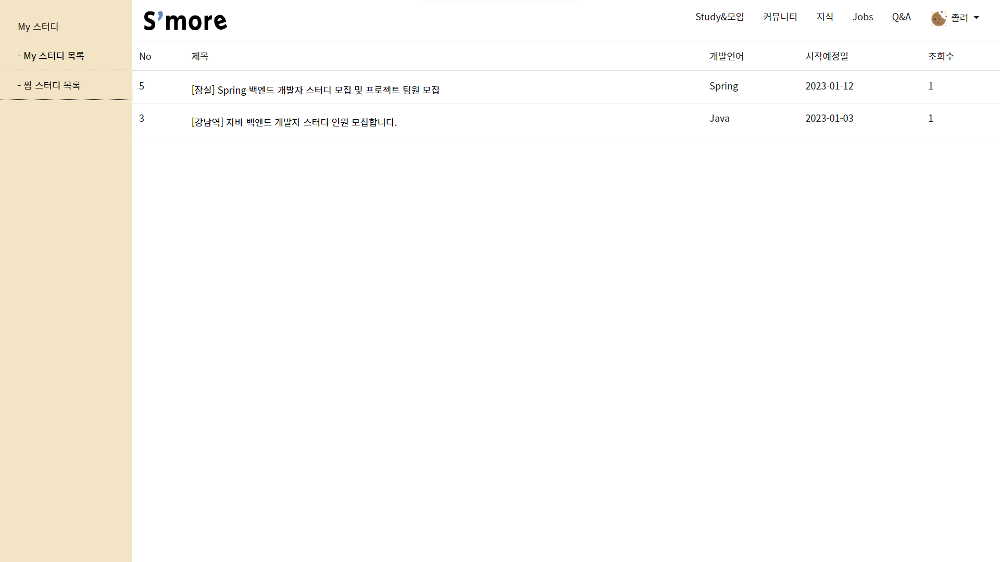 My 스터디
- My 스터디 목록
- 찜 스터디 목록
S'more
Study&모임 커뮤니티 지식 Jobs Q&A 졸려
No 제목 개발언어 시작예정일 조회수
5 [잠실] Spring 백엔드 개발자 스터디 모집 및 프로젝트 팀원 모집 Spring 2023-01-12 1
3 [강남역] 자바 백엔드 개발자 스터디 인원 모집합니다. Java 2023-01-03 1